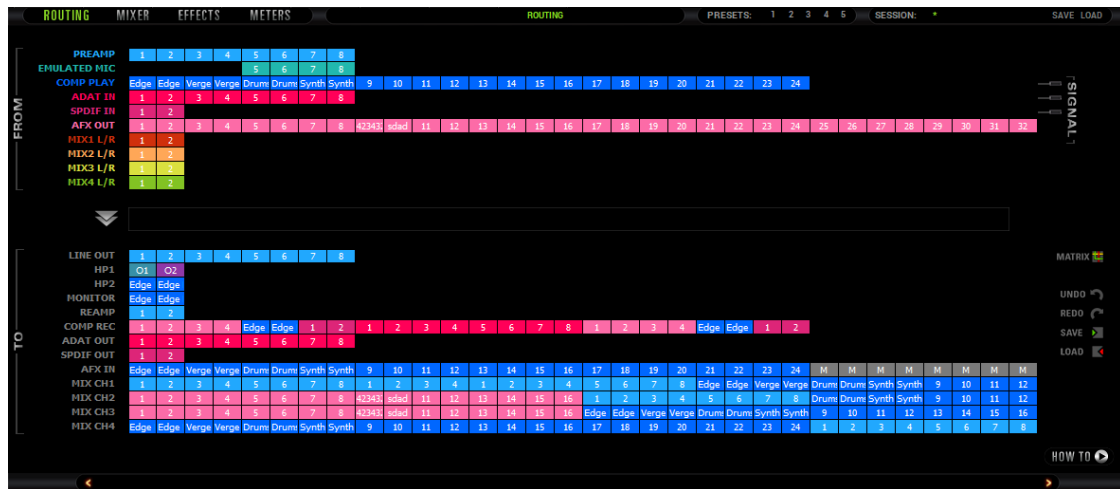 ROUTING MIXER EFFECTS METERS ROUTING PRESETS: 1 2 3 4 5 SESSION: * SAVE LOAD
PREAMP 1 2 3 4 5 6 7 8
EMULATED MIC 5 6 7 8
COMP PLAY Edge Edge Verge Verge Drums Drums Synth Synth 9 10 11 12 13 14 15 16 17 18 19 20 21 22 23 24
ADAT IN 1 2 3 4 5 6 7 8
SPDIF IN 1 2
AFX OUT 1 2 3 4 5 6 7 8 423432 sdad 11 12 13 14 15 16 17 18 19 20 21 22 23 24 25 26 27 28 29 30 31 32
MIX1 L/R 1 2
MIX2 L/R 1 2
MIX3 L/R 1 2
MIX4 L/R 1 2
FROM
SIGNAL
LINE OUT 1 2 3 4 5 6 7 8 MATRIX
HP1 O1 O2
HP2 Edge Edge
MONITOR Edge Edge UNDO
REAMP 1 2 REDO
COMP REC 1 2 3 4 Edge Edge 1 2 1 2 3 4 5 6 7 8 1 2 3 4 Edge Edge 1 2 SAVE
ADAT OUT 1 2 3 4 5 6 7 8
SPDIF OUT 1 2 LOAD
AFX IN Edge Edge Verge Verge Drums Drums Synth Synth 9 10 11 12 13 14 15 16 17 18 19 20 21 22 23 24 M M M M M M M M
MIX CH1 1 2 3 4 5 6 7 8 1 2 3 4 1 2 3 4 5 6 7 8 Edge Edge Verge Verge Drums Drums Synth Synth 9 10 11 12
MIX CH2 1 2 3 4 5 6 7 8 423432 sdad 11 12 13 14 15 16 1 2 3 4 5 6 7 8 Drums Drums Synth Synth 9 10 11 12
MIX CH3 1 2 3 4 5 6 7 8 423432 sdad 11 12 13 14 15 16 Edge Edge Verge Verge Drums Drums Synth Synth 9 10 11 12 13 14 15 16
MIX CH4 Edge Edge Verge Verge Drums Drums Synth Synth 9 10 11 12 13 14 15 16 17 18 19 20 21 22 23 24 1 2 3 4 5 6 7 8
TO
HOW TO